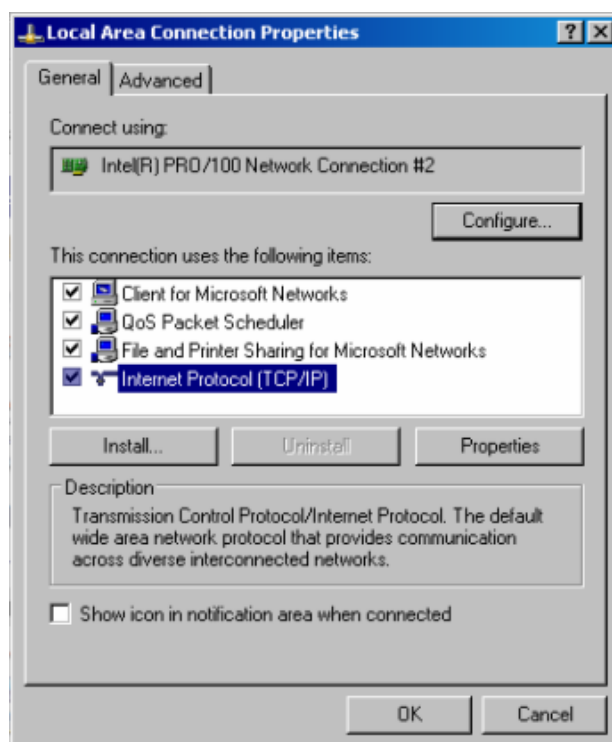 Local Area Connection Properties
General
Advanced
Connect using:
Intel(R) PRO/100 Network Connection #2
Configure...
This connection uses the following items:
Client for Microsoft Networks
QoS Packet Scheduler
File and Printer Sharing for Microsoft Networks
Internet Protocol (TCP/IP)
Install...
Uninstall
Properties
Description
Transmission Control Protocol/Internet Protocol. The default
wide area network protocol that provides communication
across diverse interconnected networks.
Show icon in notification area when connected
OK
Cancel